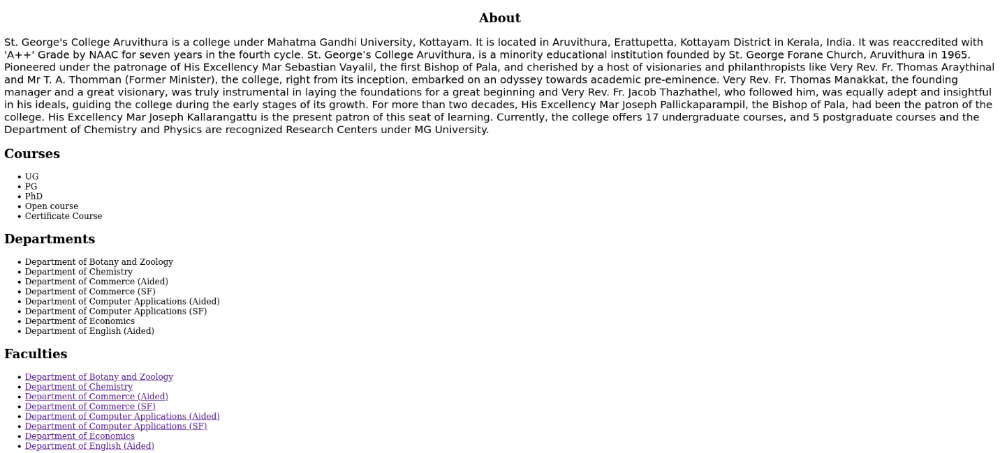 About
St. George's College Aruvithura is a college under Mahatma Gandhi University, Kottayam. It is located in Aruvithura, Erattupetta, Kottayam District in Kerala, India. It was reaccredited with
'A++' Grade by NAAC for seven years in the fourth cycle. St. George’s College Aruvithura, is a minority educational institution founded by St. George Forane Church, Aruvithura in 1965.
Pioneered under the patronage of His Excellency Mar Sebastian Vayalil, the first Bishop of Pala, and cherished by a host of visionaries and philanthropists like Very Rev. Fr. Thomas Araythinal
and Mr T. A. Thomman (Former Minister), the college, right from its inception, embarked on an odyssey towards academic pre-eminence. Very Rev. Fr. Thomas Manakkat, the founding
manager and a great visionary, was truly instrumental in laying the foundations for a great beginning and Very Rev. Fr. Jacob Thazhathel, who followed him, was equally adept and insightful
in his ideals, guiding the college during the early stages of its growth. For more than two decades, His Excellency Mar Joseph Pallickaparampil, the Bishop of Pala, had been the patron of the
college. His Excellency Mar Joseph Kallarangattu is the present patron of this seat of learning. Currently, the college offers 17 undergraduate courses, and 5 postgraduate courses and the
Department of Chemistry and Physics are recognized Research Centers under MG University.
Courses
• UG
• PG
• PhD
• Open course
• Certificate Course
Departments
• Department of Botany and Zoology
• Department of Chemistry
• Department of Commerce (Aided)
• Department of Commerce (SF)
• Department of Computer Applications (Aided)
• Department of Computer Applications (SF)
• Department of Economics
• Department of English (Aided)
Faculties
• Department of Botany and Zoology
• Department of Chemistry
• Department of Commerce (Aided)
• Department of Commerce (SF)
• Department of Computer Applications (Aided)
• Department of Computer Applications (SF)
• Department of Economics
• Department of English (Aided)